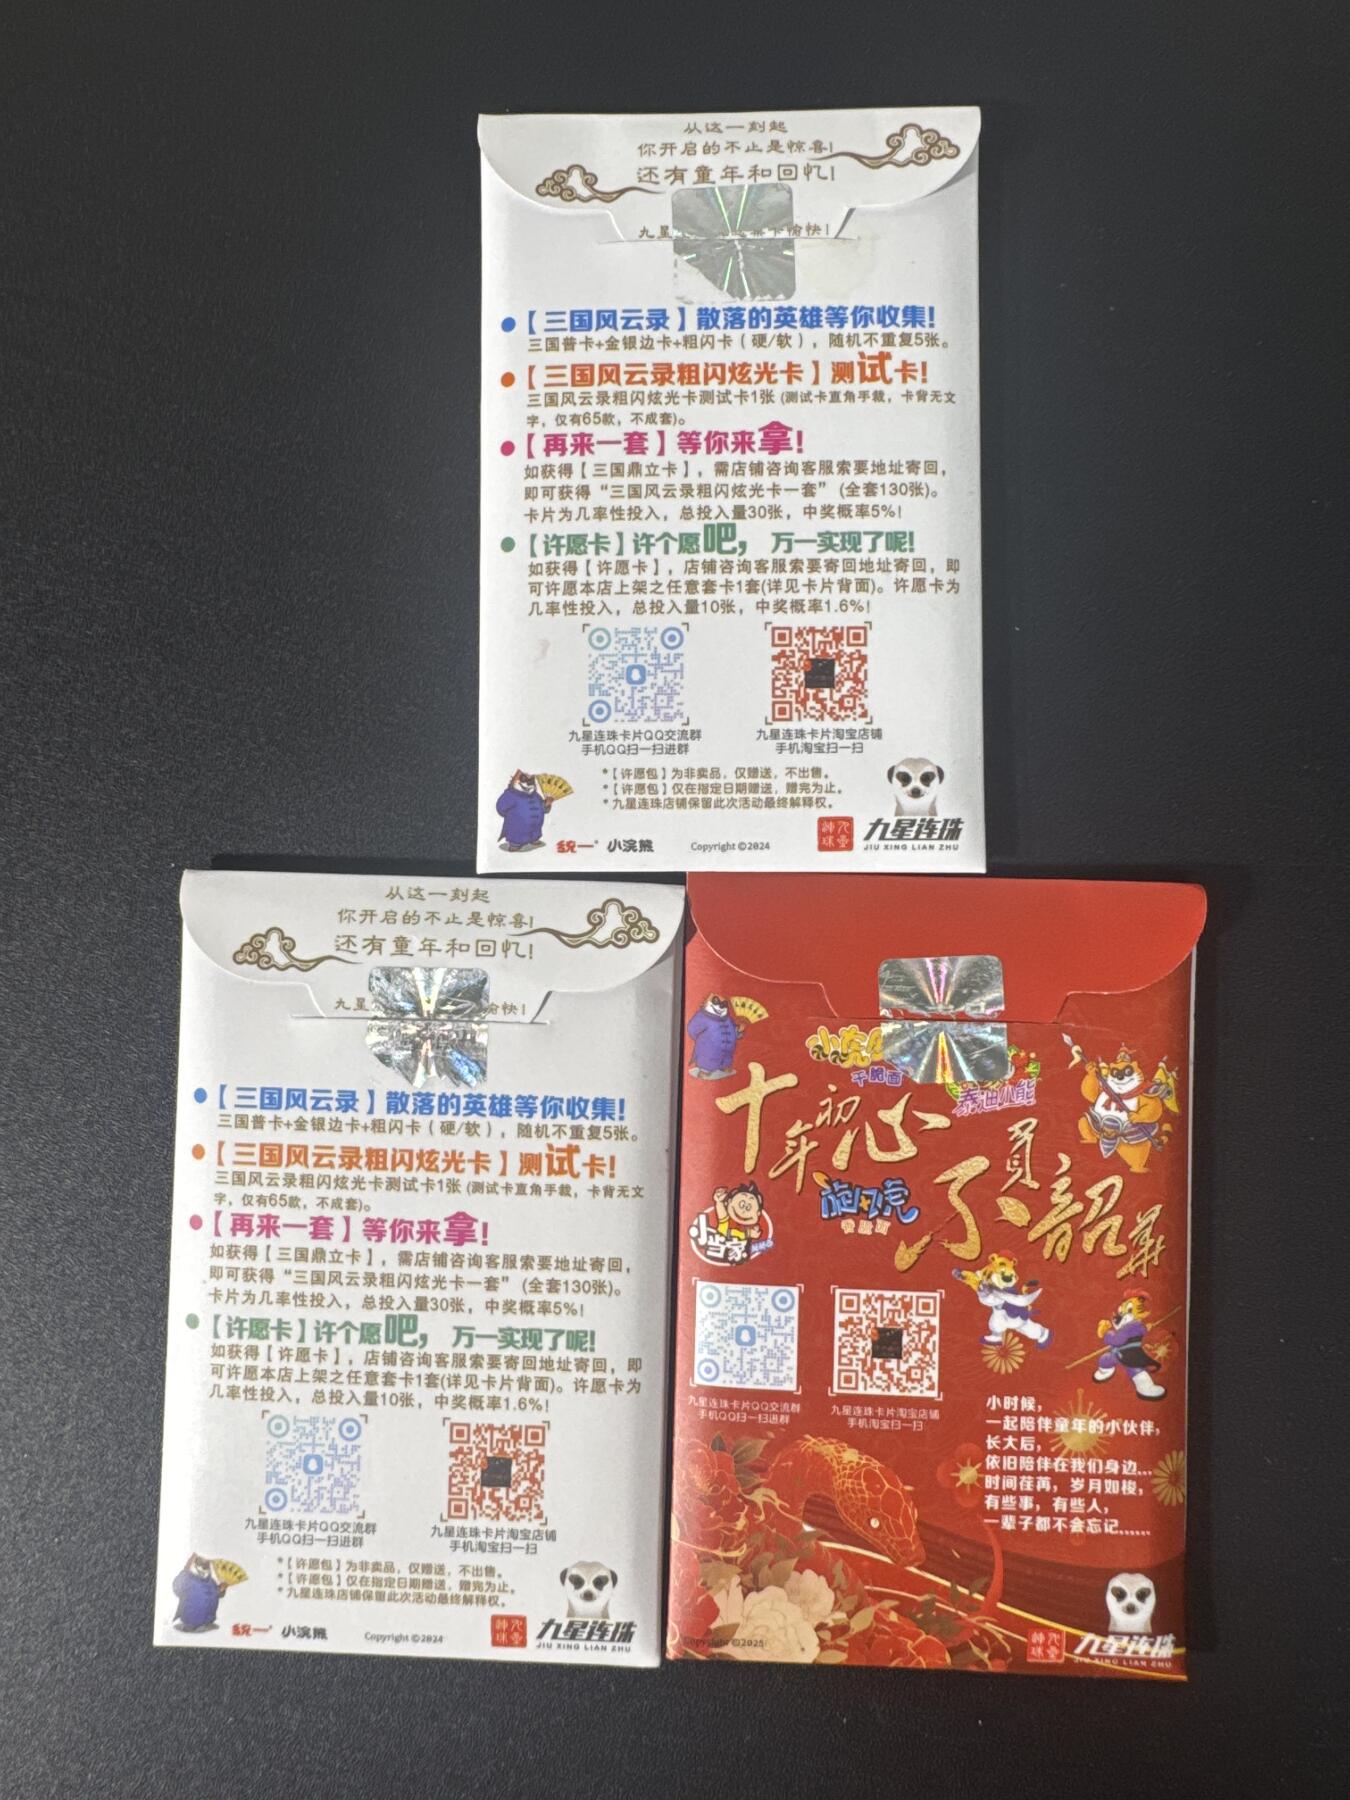 从这一刻起
你开启的不止是惊喜!
还有童年和回忆!
九星 卡愉快!
●【三国风云录】散落的英雄等你收集!
三国普卡+金银边卡+粗闪卡（硬/软），随机不重复5张。
●【三国风云录粗闪炫光卡】测试卡!
三国风云录粗闪炫光卡测试卡1张 (测试卡直角手裁，卡背无文
字，仅有65款，不成套)。
●【再来一套】等你来拿!
如获得【三国鼎立卡】，需店铺咨询客服索要地址寄回，
即可获得“三国风云录粗闪炫光卡一套” (全套130张)。
卡片为几率性投入，总投入量30张，中奖概率5%!
●【许愿卡】许个愿吧，万一实现了呢!
如获得【许愿卡】，店铺咨询客服索要寄回地址寄回，即
可许愿本店上架之任意套卡1套(详见卡片背面)。许愿卡为
几率性投入，总投入量10张，中奖概率1.6%!
九星连珠卡片QQ交流群
手机QQ扫一扫进群
九星连珠卡片淘宝店铺
手机淘宝扫一扫
*【许愿包】为非卖品，仅赠送，不出售。
*【许愿包】仅在指定日期赠送，赠完为止。
*九星连珠店铺保留此次活动最终解释权。
统一 小浣熊
Copyright ©2024
九星连珠
JIU XING LIAN ZHU
从这一刻起
你开启的不止是惊喜!
还有童年和回忆!
九星 愉快!
●【三国风云录】散落的英雄等你收集!
三国普卡+金银边卡+粗闪卡（硬/软），随机不重复5张。
●【三国风云录粗闪炫光卡】测试卡!
三国风云录粗闪炫光卡测试卡1张 (测试卡直角手裁，卡背无文
字，仅有65款，不成套)。
●【再来一套】等你来拿!
如获得【三国鼎立卡】，需店铺咨询客服索要地址寄回，
即可获得“三国风云录粗闪炫光卡一套” (全套130张)。
卡片为几率性投入，总投入量30张，中奖概率5%!
●【许愿卡】许个愿吧，万一实现了呢!
如获得【许愿卡】，店铺咨询客服索要寄回地址寄回，即
可许愿本店上架之任意套卡1套(详见卡片背面)。许愿卡为
几率性投入，总投入量10张，中奖概率1.6%!
九星连珠卡片QQ交流群
手机QQ扫一扫进群
九星连珠卡片淘宝店铺
手机淘宝扫一扫
*【许愿包】为非卖品，仅赠送，不出售。
*【许愿包】仅在指定日期赠送，赠完为止。
*九星连珠店铺保留此次活动最终解释权。
统一 小浣熊
Copyright ©2024
九星连珠
JIU XING LIAN ZHU
小虎
干脆面
泰迪小熊
十年初心
不負韶華
旋风虎
香脆面
小当家
九星连珠卡片QQ交流群
手机QQ扫一扫进群
九星连珠卡片淘宝店铺
手机淘宝扫一扫
小时候，
一起陪伴童年的小伙伴，
长大后，
依旧陪伴在我们身边...
时间荏苒，岁月如梭，
有些事，有些人，
一辈子都不会忘记......
Copyright ©2025
九星连珠
JIU XING LIAN ZHU